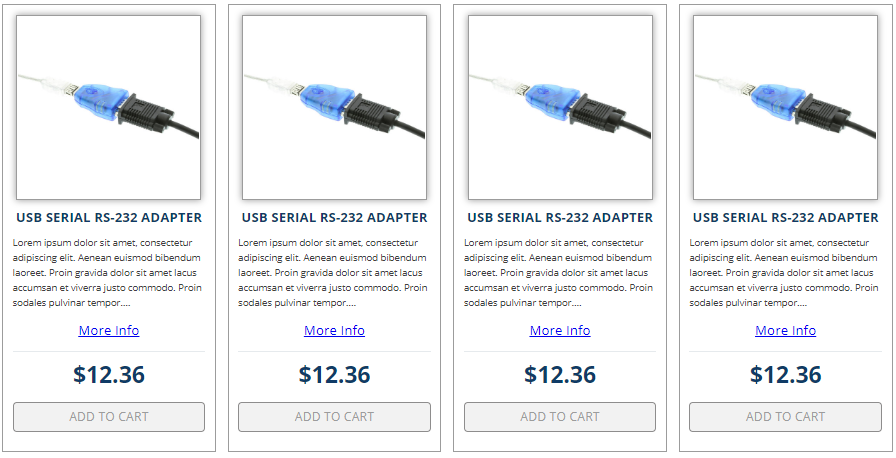 USB SERIAL RS-232 ADAPTER
Lorem ipsum dolor sit amet, consectetur
adipiscing elit. Aenean euismod bibendum
laoreet. Proin gravida dolor sit amet lacus
accumsan et viverra justo commodo. Proin
sodales pulvinar tempor....
More Info
$12.36
ADD TO CART
USB SERIAL RS-232 ADAPTER
Lorem ipsum dolor sit amet, consectetur
adipiscing elit. Aenean euismod bibendum
laoreet. Proin gravida dolor sit amet lacus
accumsan et viverra justo commodo. Proin
sodales pulvinar tempor....
More Info
$12.36
ADD TO CART
USB SERIAL RS-232 ADAPTER
Lorem ipsum dolor sit amet, consectetur
adipiscing elit. Aenean euismod bibendum
laoreet. Proin gravida dolor sit amet lacus
accumsan et viverra justo commodo. Proin
sodales pulvinar tempor....
More Info
$12.36
ADD TO CART
USB SERIAL RS-232 ADAPTER
Lorem ipsum dolor sit amet, consectetur
adipiscing elit. Aenean euismod bibendum
laoreet. Proin gravida dolor sit amet lacus
accumsan et viverra justo commodo. Proin
sodales pulvinar tempor....
More Info
$12.36
ADD TO CART